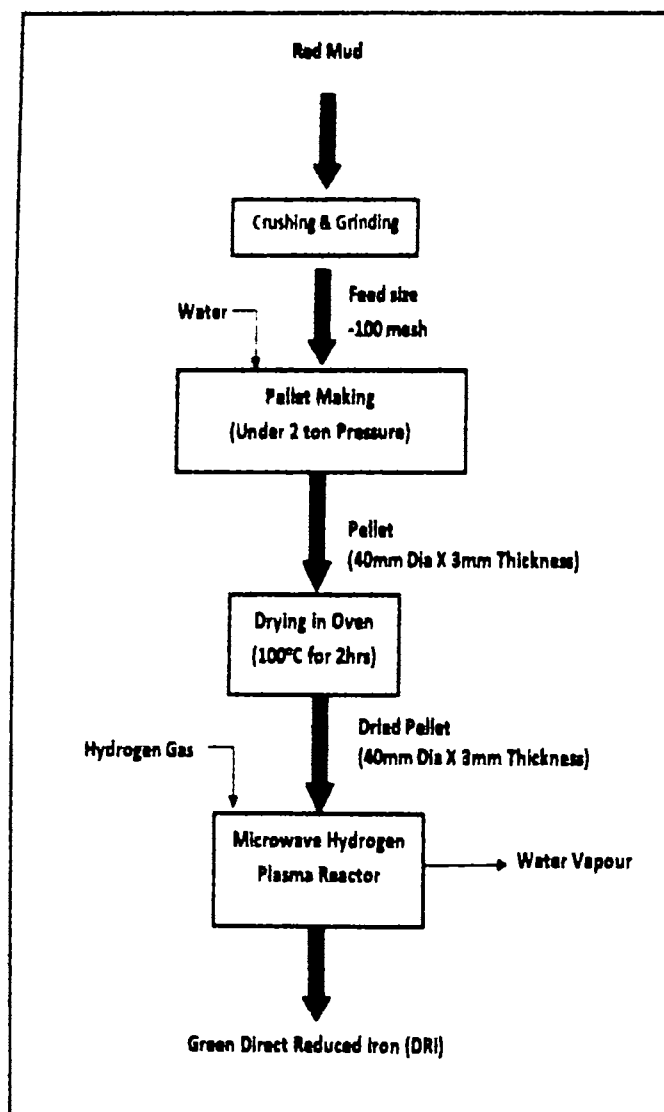 Red Mud
Crushing & Grinding
Feed size
-100 mesh
Water
Pellet Making
(Under 2 ton Pressure)
Pellet
(40mm Dia X 3mm Thickness)
Drying in Oven
(100°C for 2hrs)
Dried Pellet
(40mm Dia X 3mm Thickness)
Hydrogen Gas
Microwave Hydrogen
Plasma Reactor
Water Vapour
Green Direct Reduced Iron (DRI)